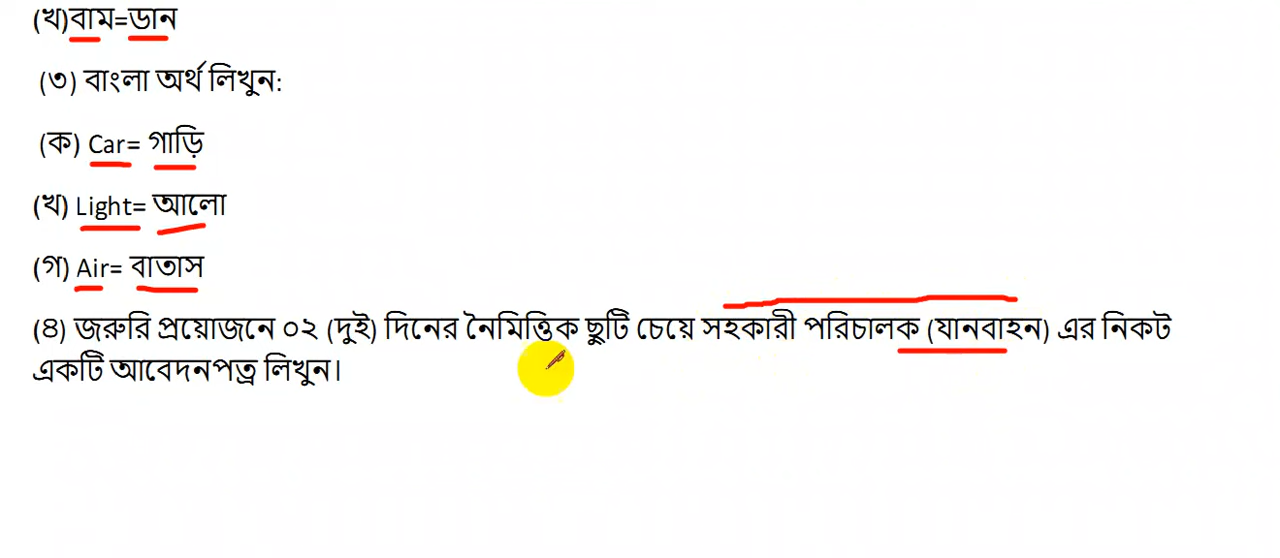 (খ)বাম=ডান
(৩) বাংলা অর্থ লিখুন:
(ক) Car= গাড়ি
(খ) Light= আলো
(গ) Air= বাতাস
(৪) জরুরি প্রয়োজনে ০২ (দুই) দিনের নৈমিত্তিক ছুটি চেয়ে সহকারী পরিচালক (যানবাহন) এর নিকট
একটি আবেদনপত্র লিখুন।